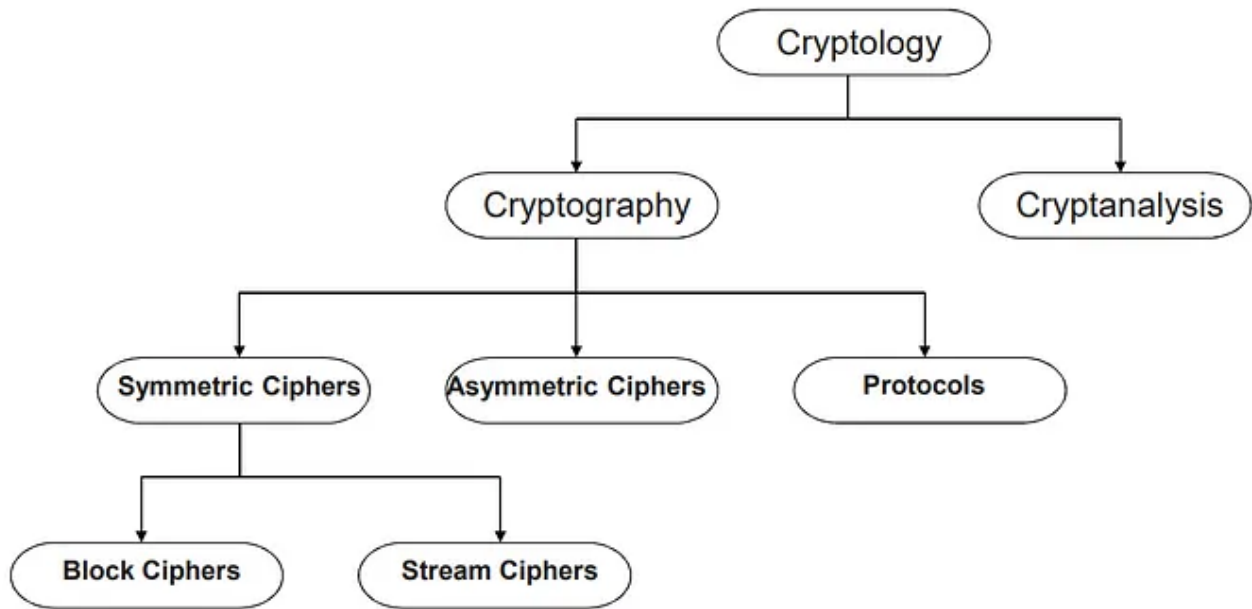 Cryptology
Cryptography
Cryptanalysis
Symmetric Ciphers
Asymmetric Ciphers
Protocols
Block Ciphers
Stream Ciphers